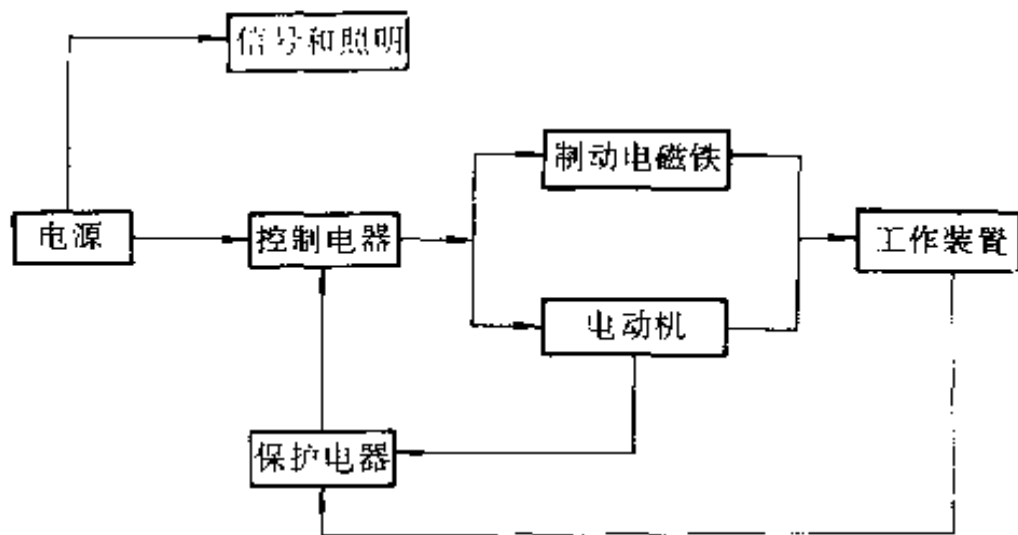 信号和照明
制动电磁铁
电源
控制电器
工作装置
电动机
保护电器